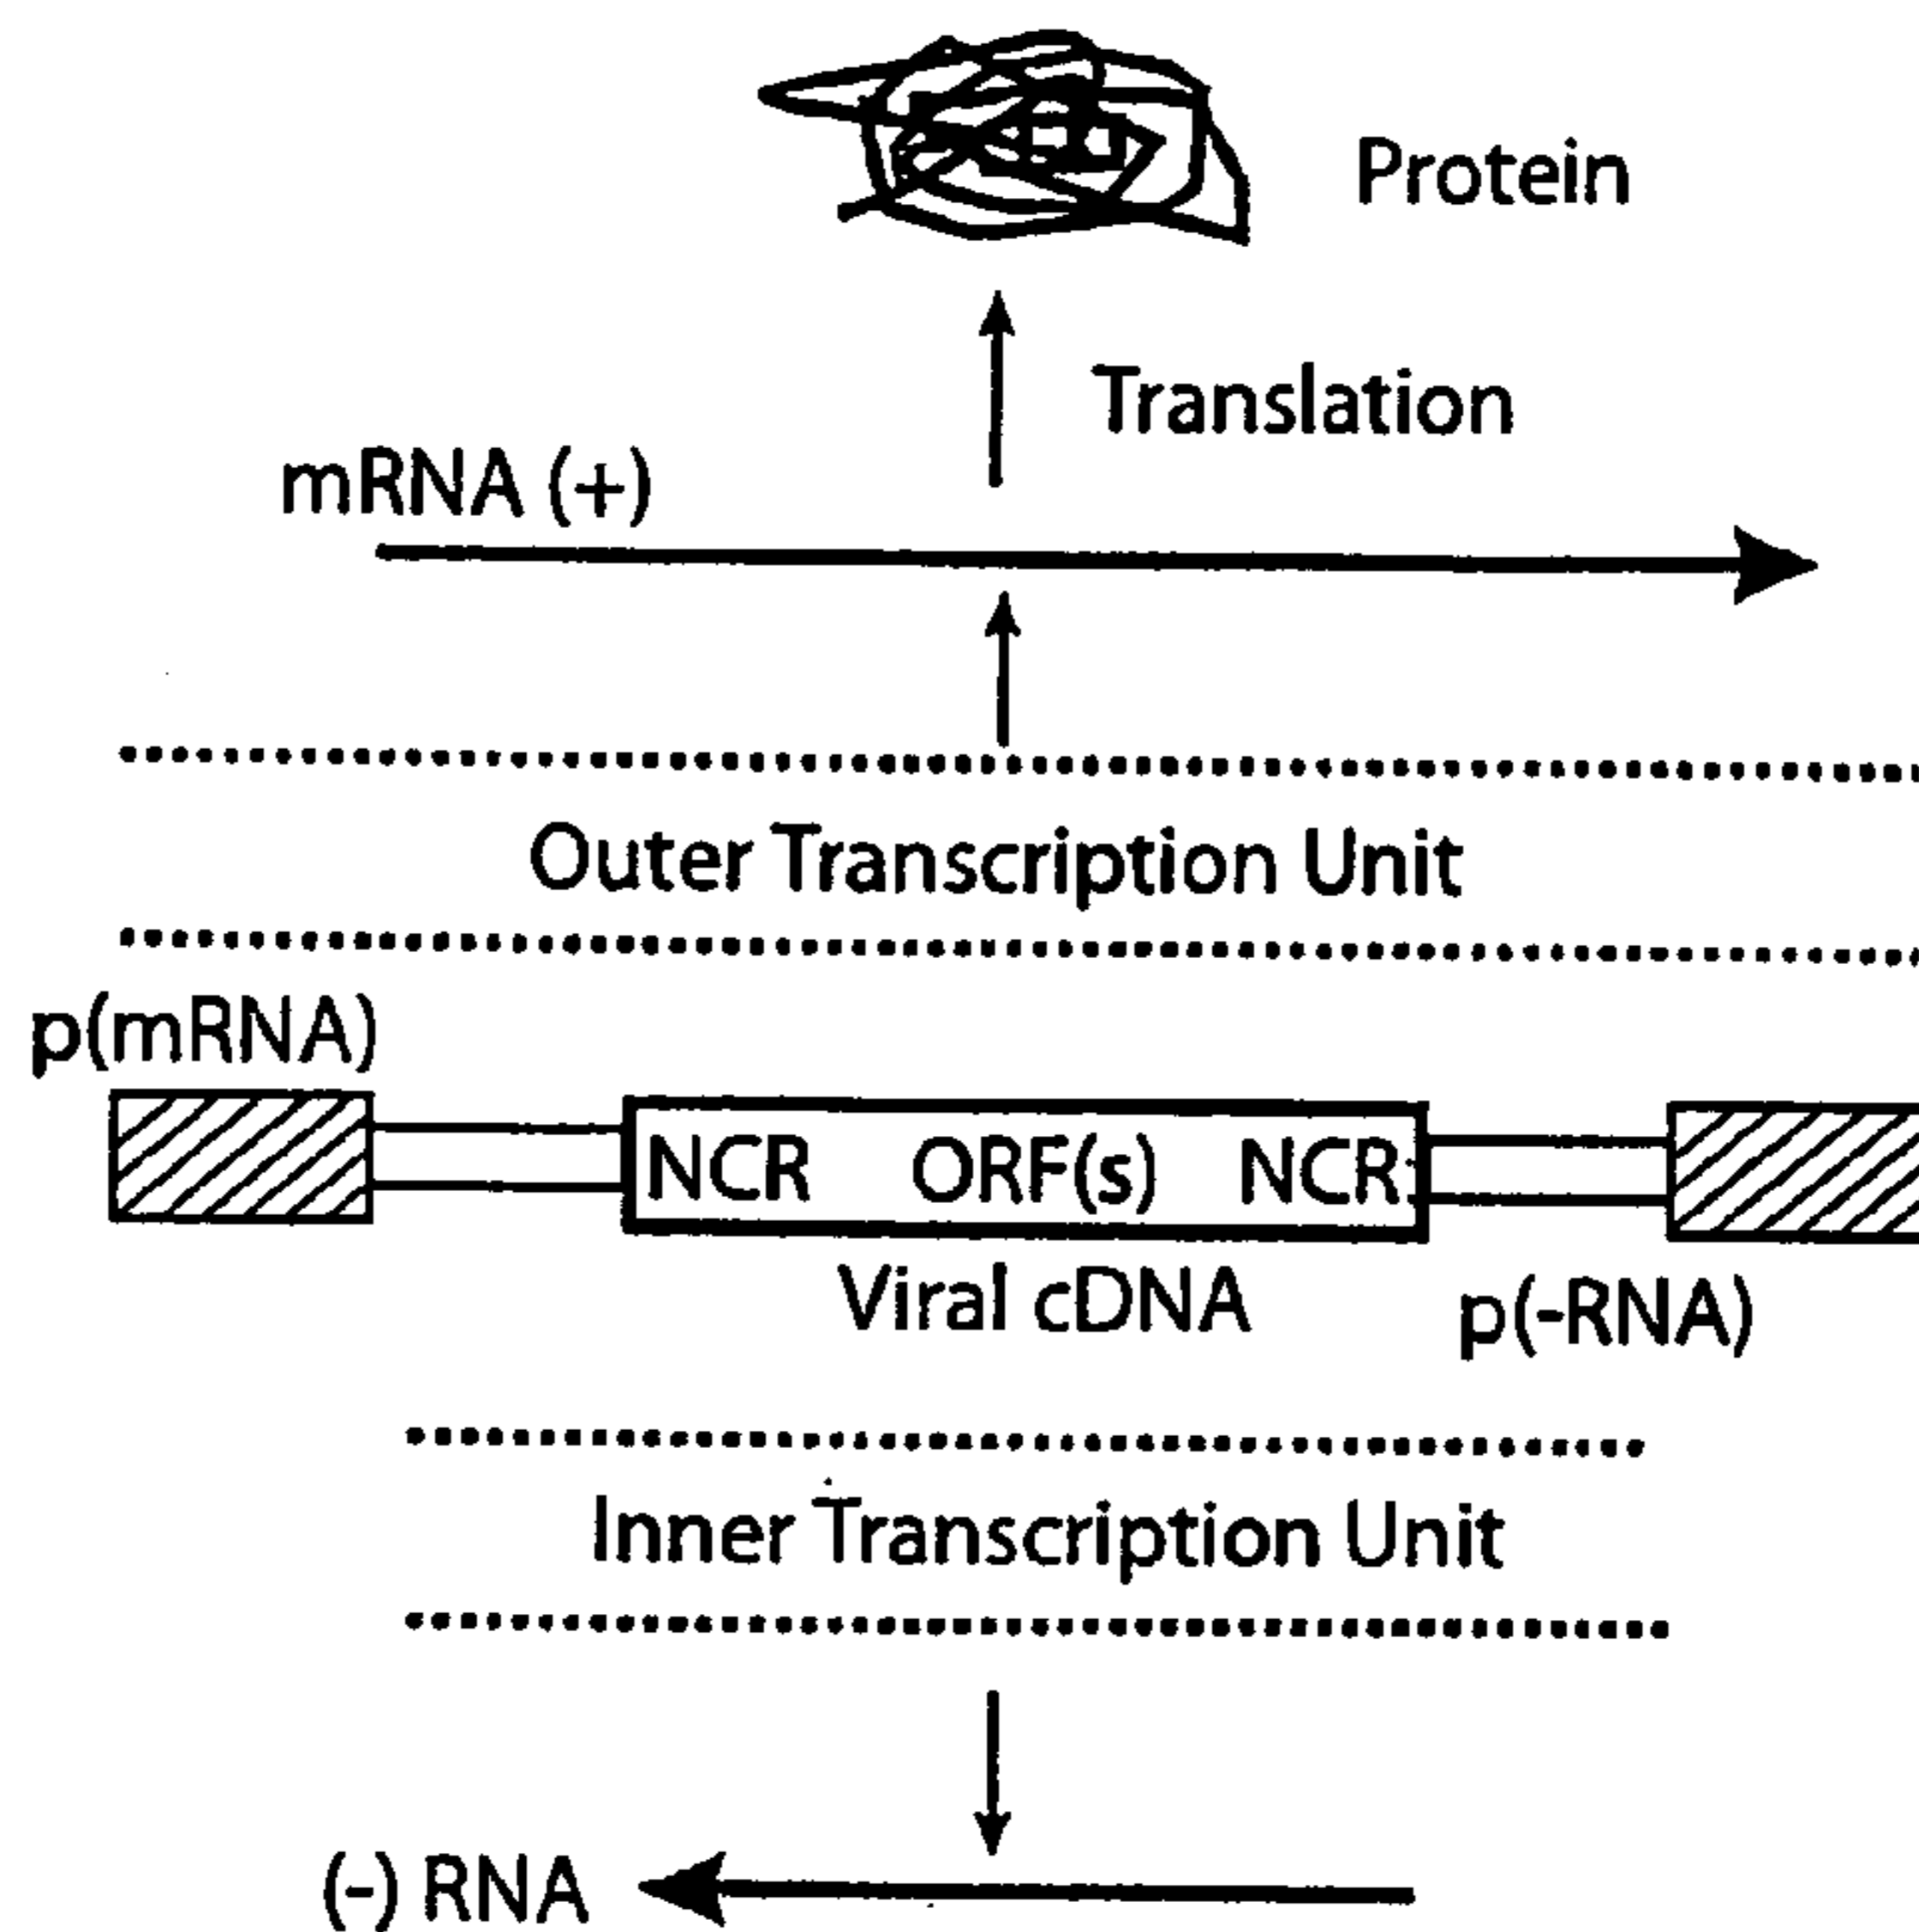 Protein
Translation
mRNA (+)
Outer Transcription Unit
p(mRNA)
NCR ORF(s) NCR
Viral cDNA
p(-RNA)
Inner Transcription Unit
(-) RNA